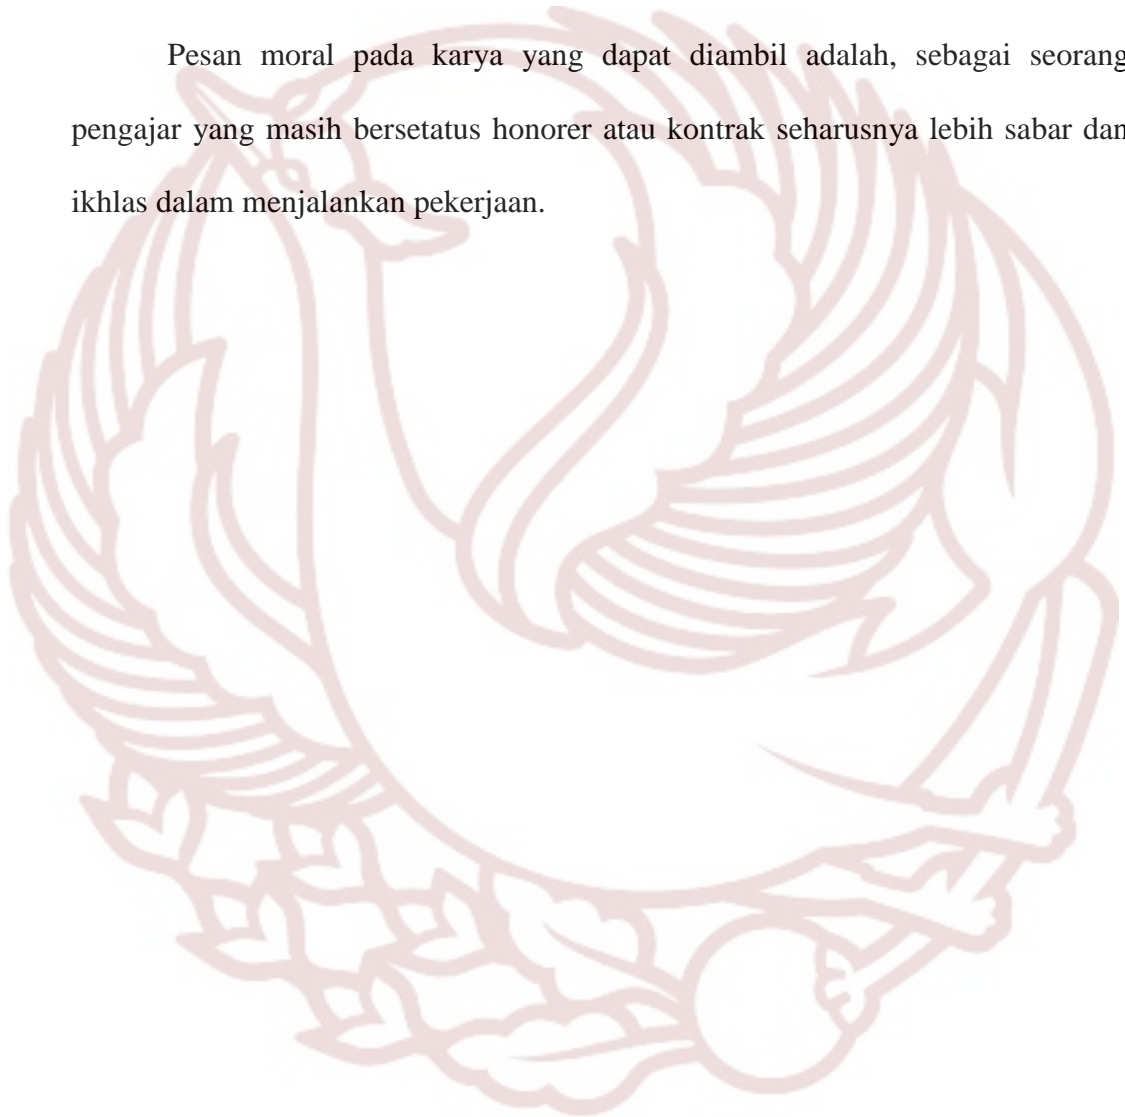 Pesan moral pada karya yang dapat diambil adalah, sebagai seorang
pengajar yang masih bersetatus honorer atau kontrak seharusnya lebih sabar dan
ikhlas dalam menjalankan pekerjaan.